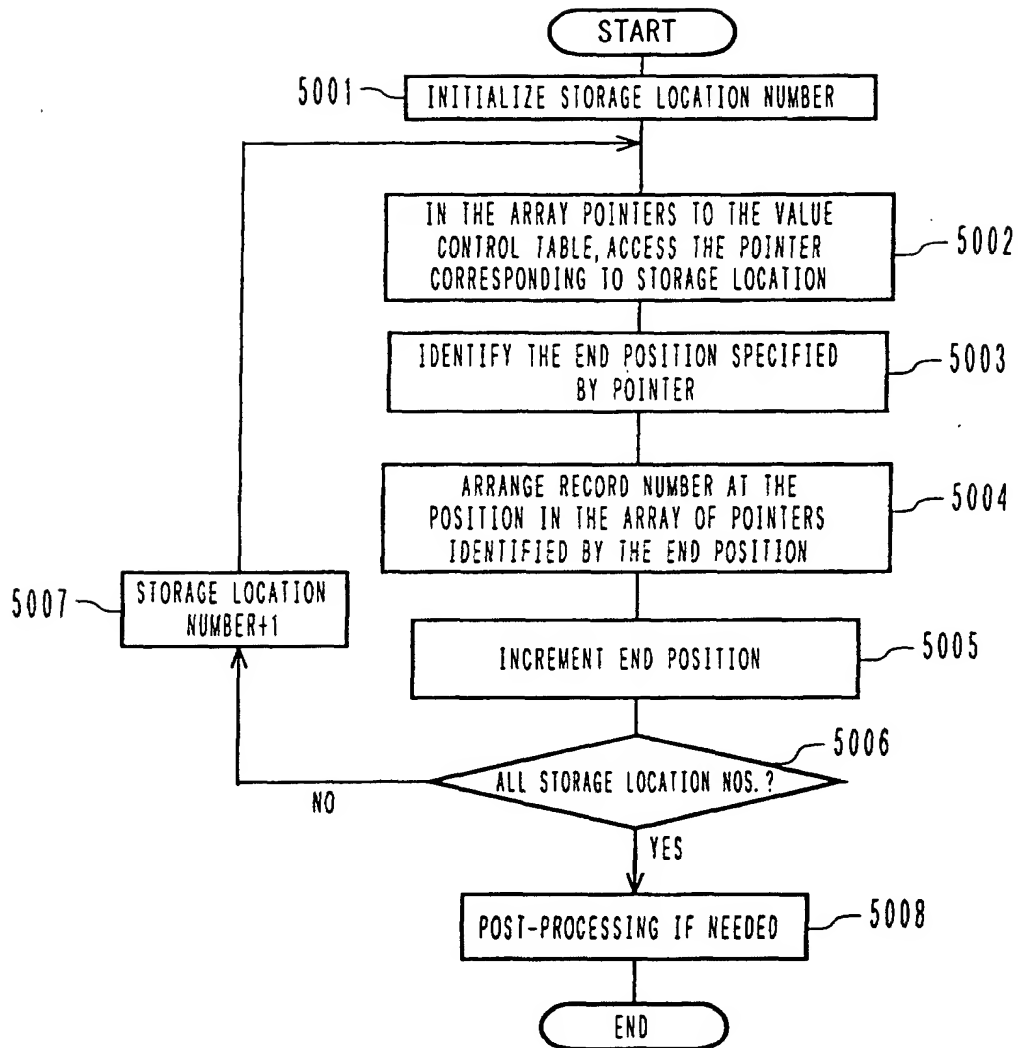 START
5001
INITIALIZE STORAGE LOCATION NUMBER
IN THE ARRAY POINTERS TO THE VALUE
CONTROL TABLE, ACCESS THE POINTER
CORRESPONDING TO STORAGE LOCATION
5002
IDENTIFY THE END POSITION SPECIFIED
BY POINTER
5003
ARRANGE RECORD NUMBER AT THE
POSITION IN THE ARRAY OF POINTERS
IDENTIFIED BY THE END POSITION
5004
5007
STORAGE LOCATION
NUMBER+1
INCREMENT END POSITION
5005
5006
ALL STORAGE LOCATION NOS.?
NO
YES
POST-PROCESSING IF NEEDED
5008
END